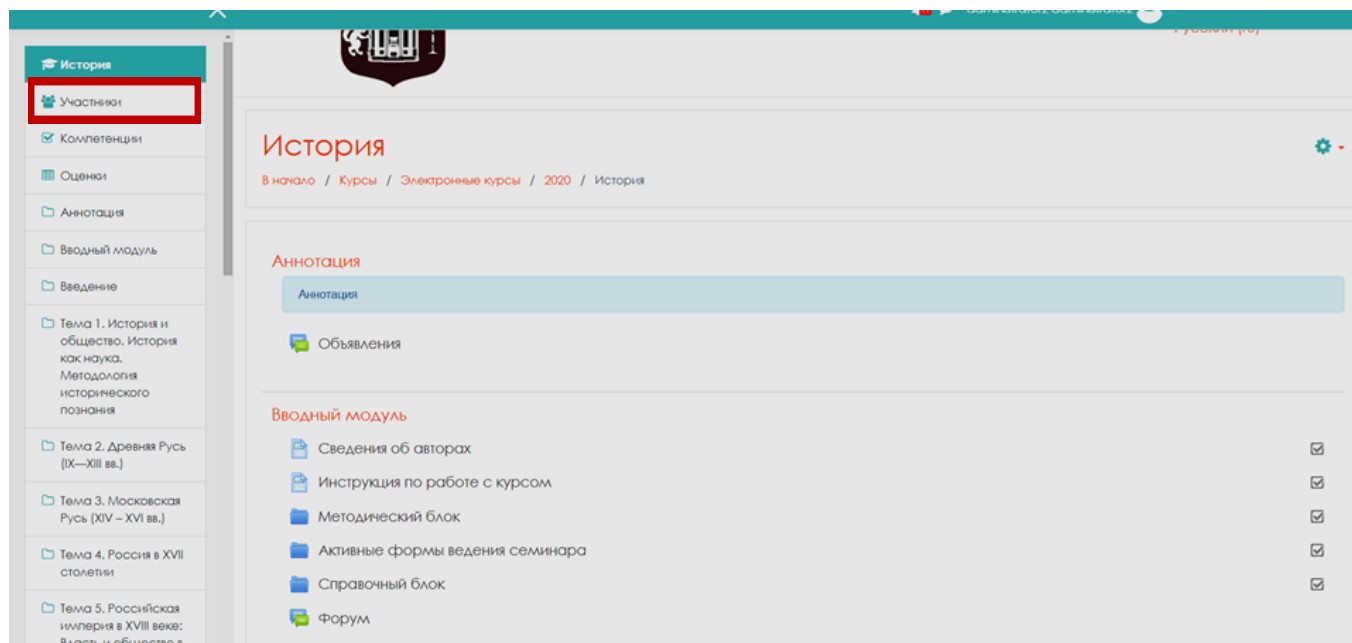 История
Участники
Компетенции
Оценки
Аннотация
Вводный модуль
Введение
Тема 1. История и
общество. История
как наука.
Методология
исторического
познания
Тема 2. Древняя Русь
(IX—XIII вв.)
Тема 3. Московская
Русь (XIV – XVI вв.)
Тема 4. Россия в XVII
столетии
Тема 5. Российская
империя в XVIII веке:
Власть и общество в
История
В начало / Курсы / Электронные курсы / 2020 / История
Аннотация
Аннотация
Объявления
Вводный модуль
Сведения об авторах
Инструкция по работе с курсом
Методический блок
Активные формы ведения семинара
Справочный блок
Форум